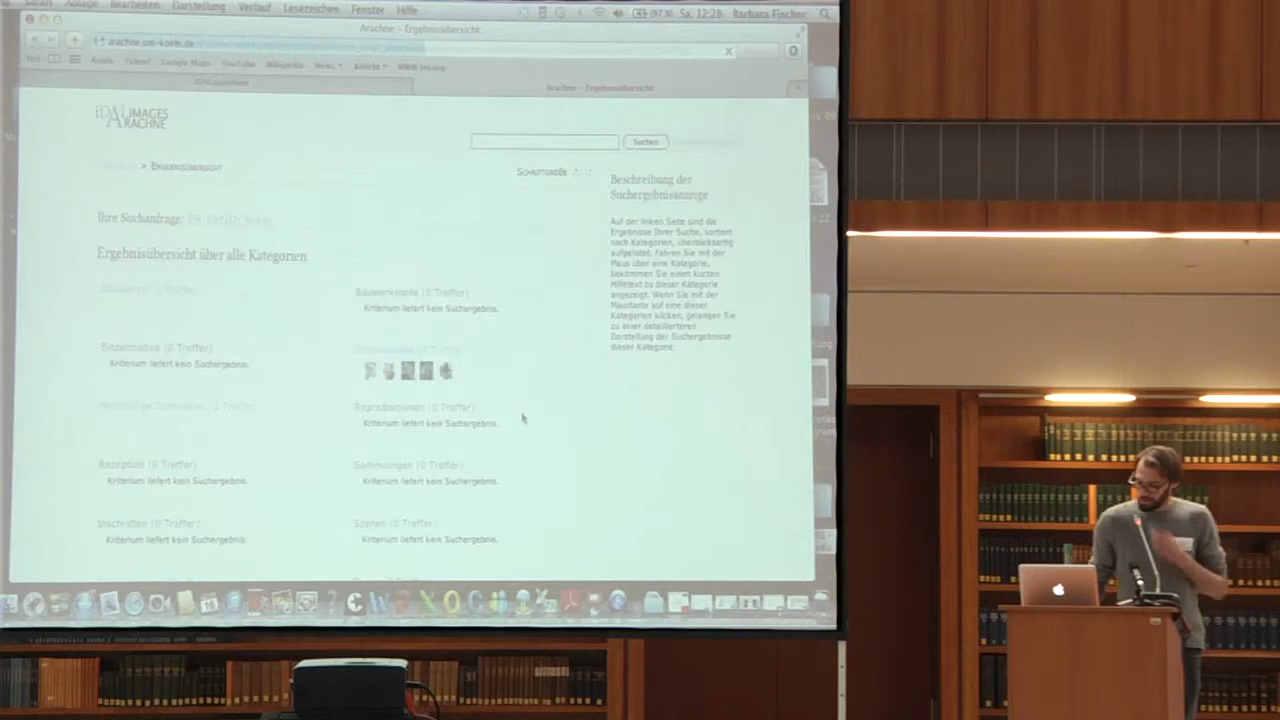 Ablage Bearbeiten Darstellung Verlauf Lesezeichen Fenster Hilfe
Sa. 12:28 Barbara Fischer
Arachne – Ergebnisübersicht
arachne.uni-koeln.de
Google Maps YouTube Wikipedia News Beliebt
Arachne – Ergebnisübersicht
iDAI IMAGES
ARACHNE
Suchen
> Ergebnisübersicht
Schriftgröße
Beschreibung der
Suchergebnisanzeige
Auf der linken Seite sind die
Ergebnisse Ihrer Suche, sortiert
nach Kategorien, überblicksartig
aufgelistet. Fahren Sie mit der
Maus über eine Kategorie,
bekommen Sie einen kurzen
Hilfetext zu dieser Kategorie
angezeigt. Wenn Sie mit der
Maustaste auf eine dieser
Kategorien klicken, gelangen Sie
zu einer detaillierteren
Darstellung der Suchergebnisse
dieser Kategorie.
Ihre Suchanfrage:
Ergebnisübersicht über alle Kategorien
Bauwerksteile (0 Treffer)
Kriterium liefert kein Suchergebnis.
Einzelmotive (0 Treffer)
Kriterium liefert kein Suchergebnis.
Reproduktionen (0 Treffer)
Kriterium liefert kein Suchergebnis.
Rezeption (0 Treffer)
Kriterium liefert kein Suchergebnis.
Sammlungen (0 Treffer)
Kriterium liefert kein Suchergebnis.
Inschriften (0 Treffer)
Kriterium liefert kein Suchergebnis.
Szenen (0 Treffer)
Kriterium liefert kein Suchergebnis.